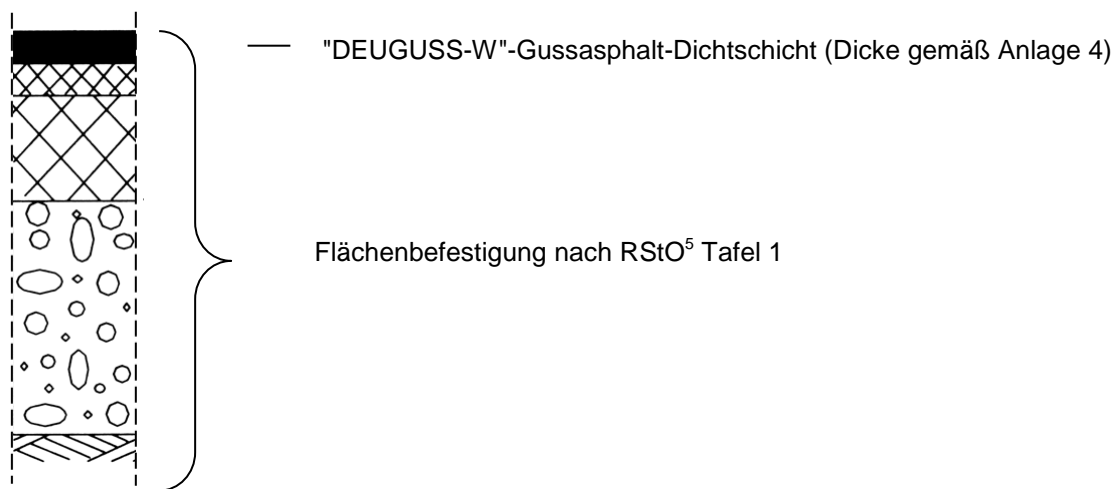 "DEUGUSS-W"-Gussasphalt-Dichtschicht (Dicke gemäß Anlage 4)
Flächenbefestigung nach RStO⁵ Tafel 1